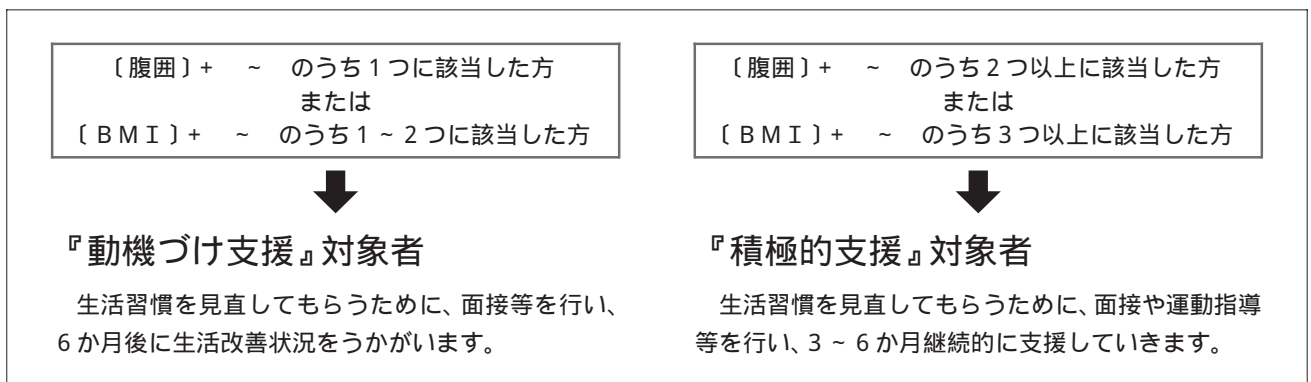 〔腹囲〕+　~　のうち1つに該当した方
または
〔BMI〕+　~　のうち1~2つに該当した方
『動機づけ支援』対象者
生活習慣を見直してもらうために、面接等を行い、
6か月後に生活改善状況をうかがいます。
〔腹囲〕+　~　のうち2つ以上に該当した方
または
〔BMI〕+　~　のうち3つ以上に該当した方
『積極的支援』対象者
生活習慣を見直してもらうために、面接や運動指導
等を行い、3~6か月継続的に支援していきます。